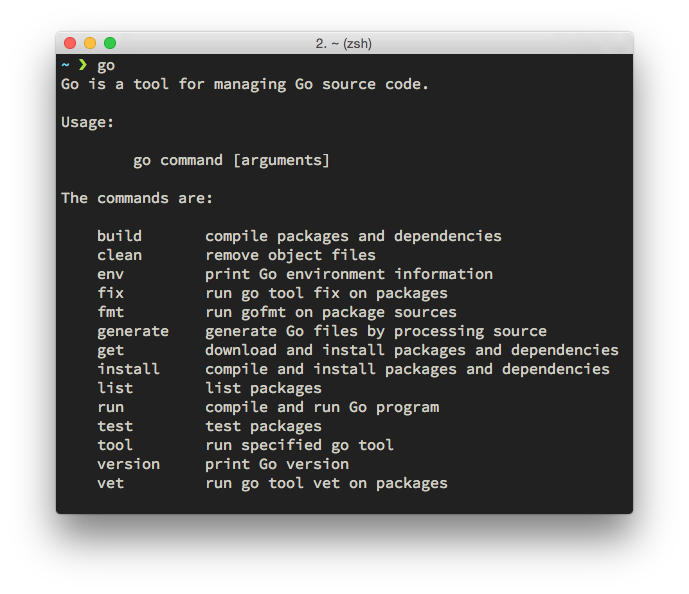 2. ~ (zsh)
~ ❯ go
Go is a tool for managing Go source code.
Usage:
go command [arguments]
The commands are:
build compile packages and dependencies
clean remove object files
env print Go environment information
fix run go tool fix on packages
fmt run gofmt on package sources
generate generate Go files by processing source
get download and install packages and dependencies
install compile and install packages and dependencies
list list packages
run compile and run Go program
test test packages
tool run specified go tool
version print Go version
vet run go tool vet on packages